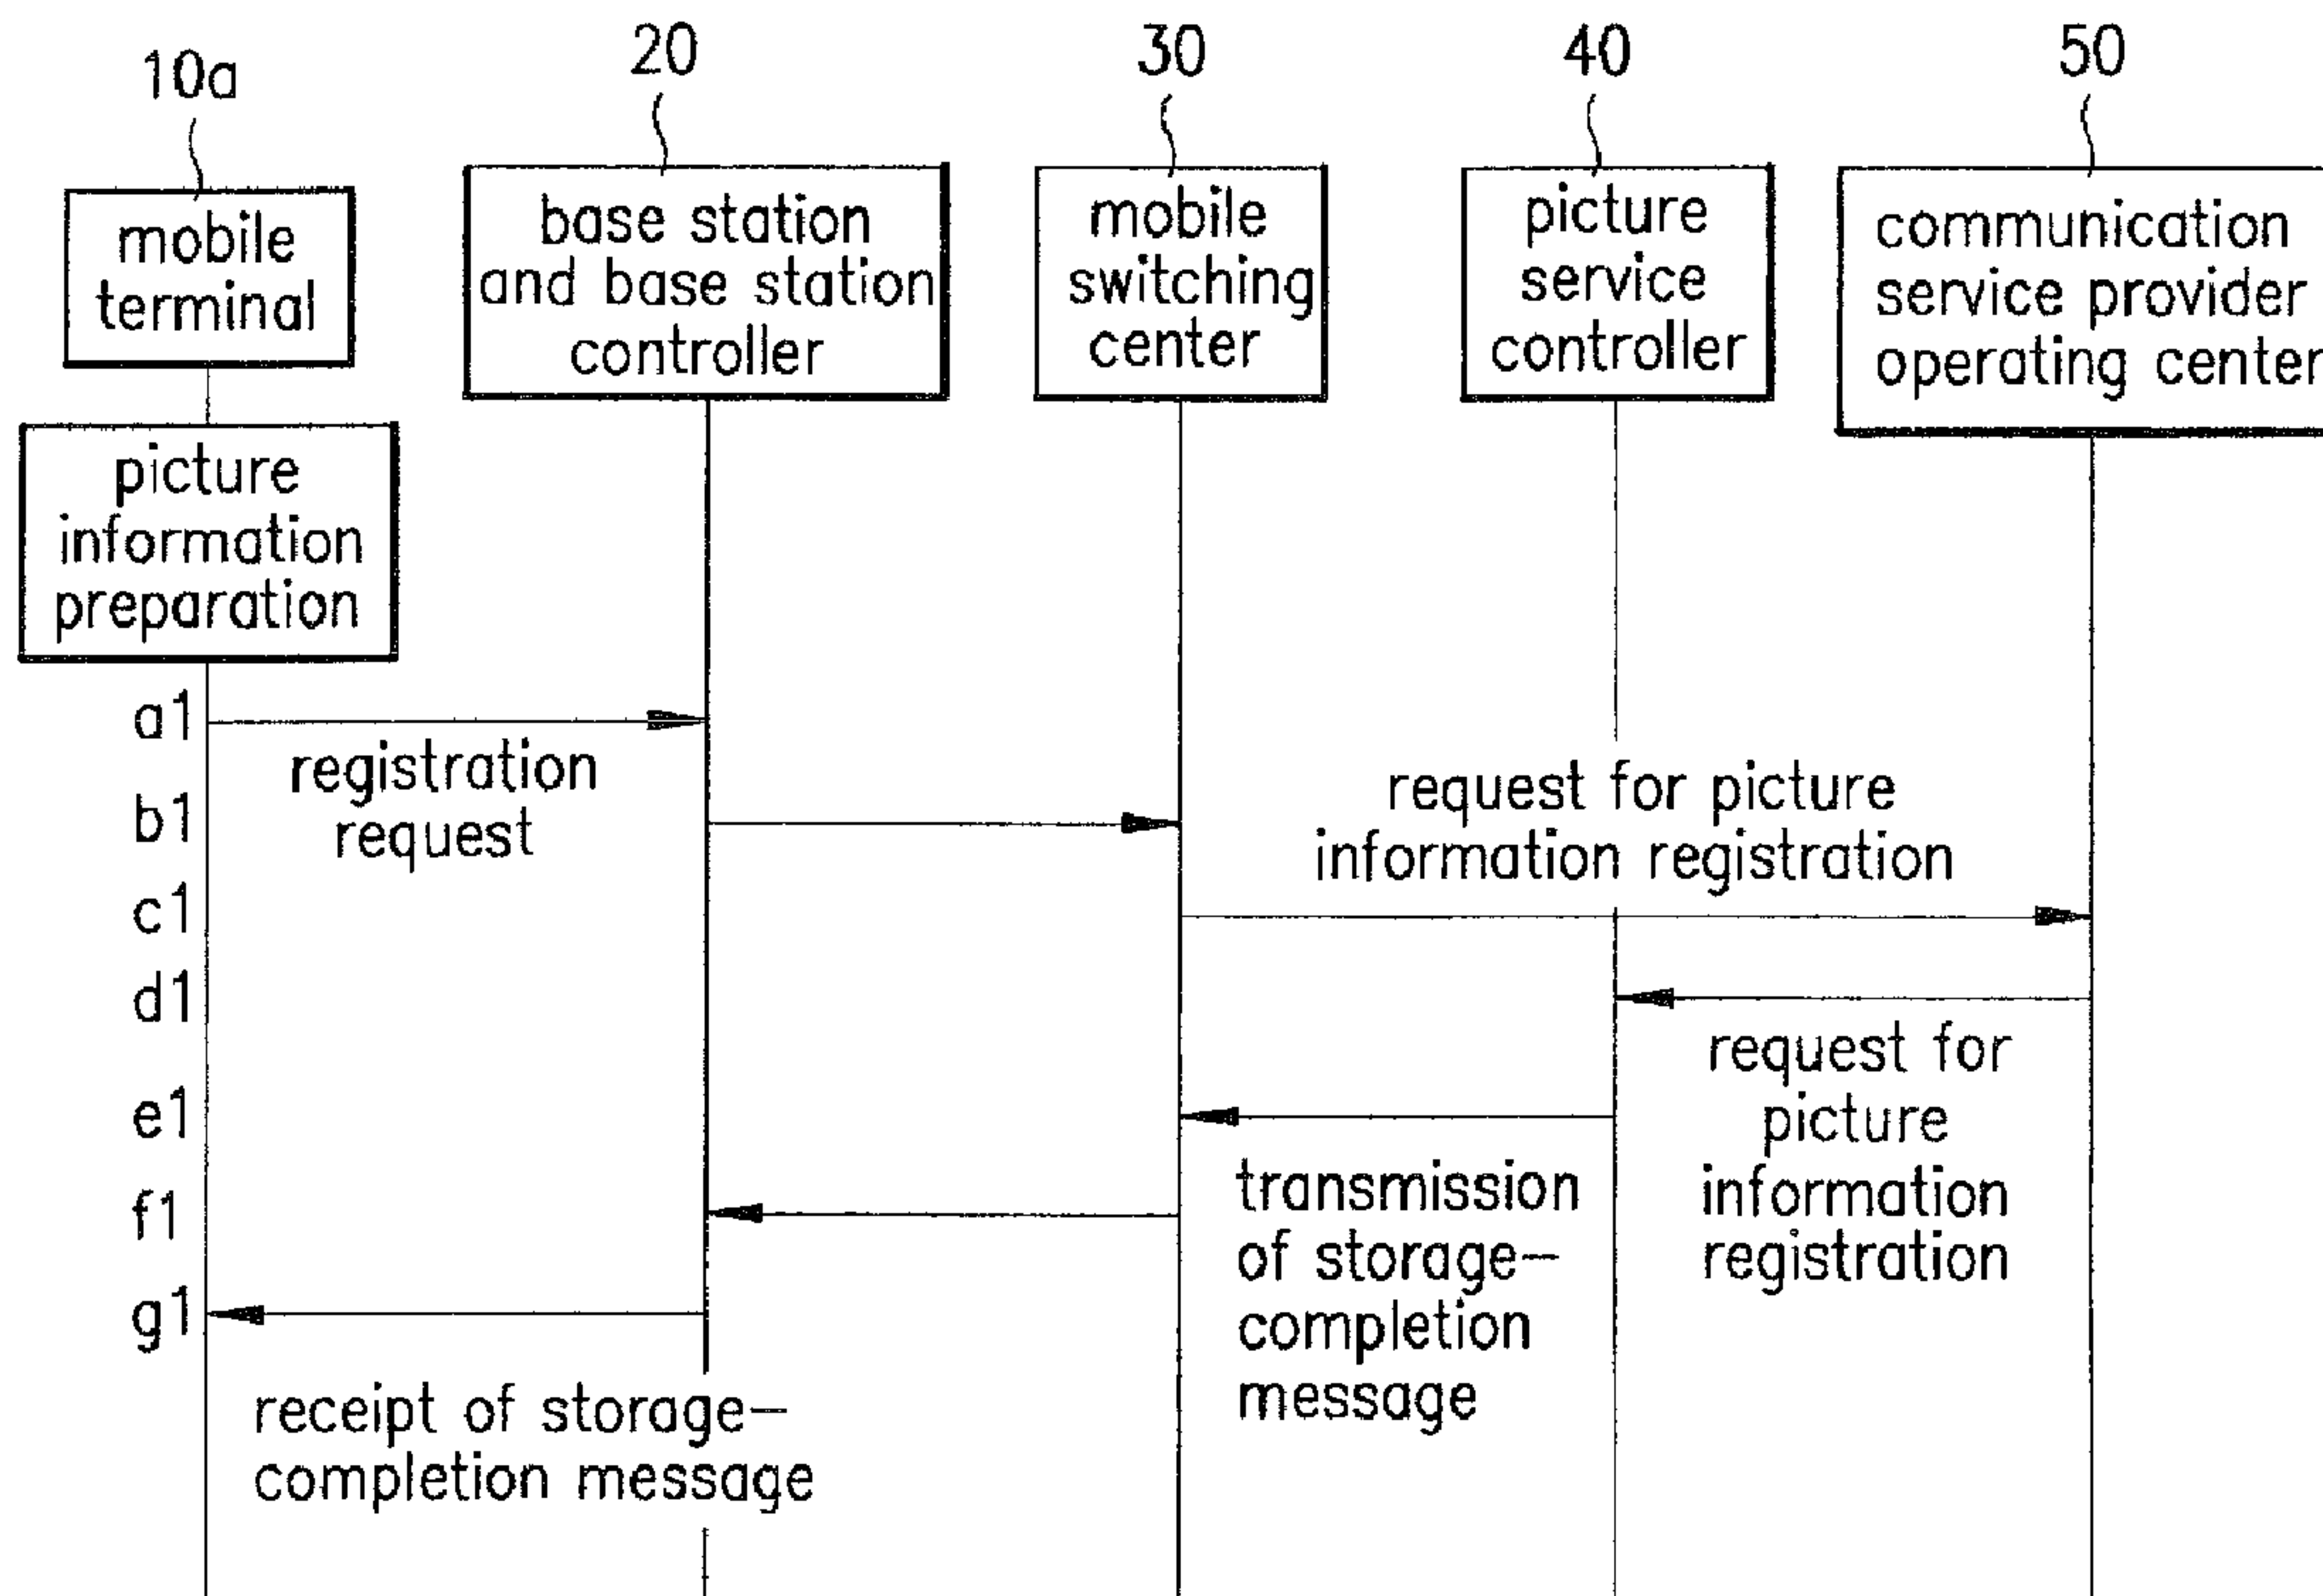 10a
20
30
40
50
mobile
terminal
base station
and base station
controller
mobile
switching
center
picture
service
controller
communication
service provider
operating center
picture
information
preparation
a1
registration
request
b1
request for picture
information registration
c1
d1
request for
picture
information
registration
e1
transmission
of storage-
completion
message
f1
g1
receipt of storage-
completion message